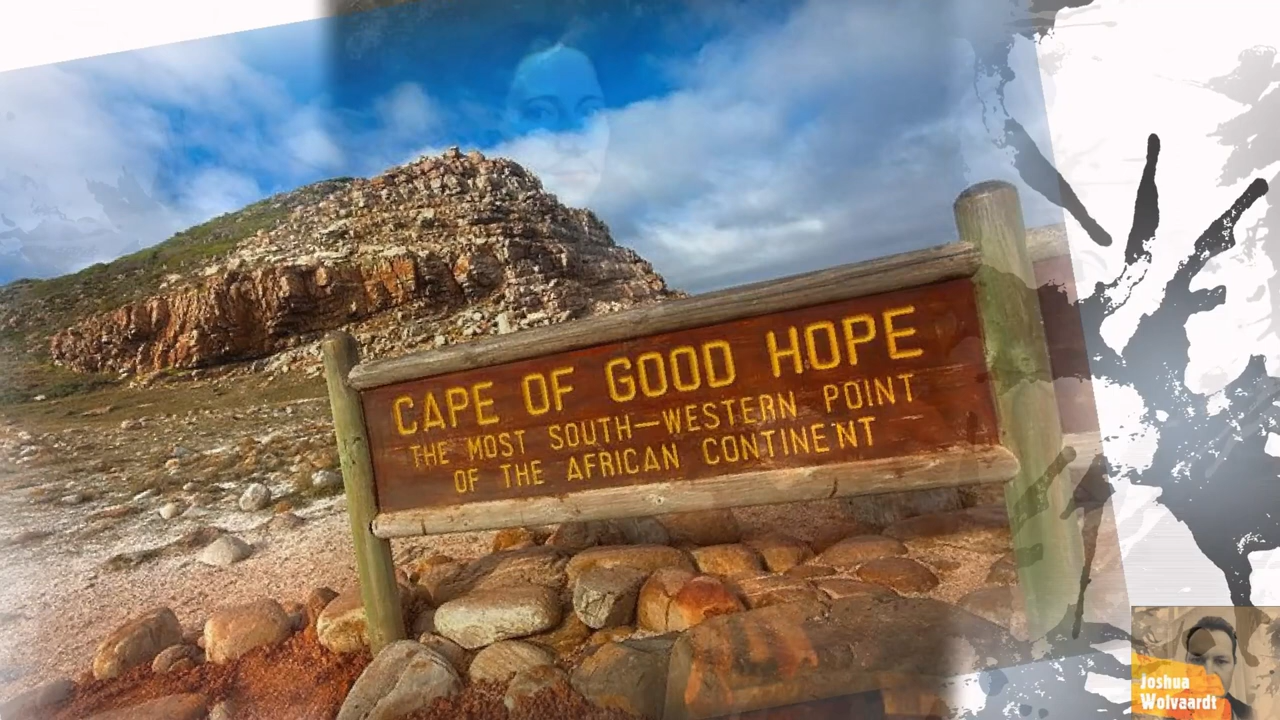 CAPE OF GOOD HOPE
THE MOST SOUTH-WESTERN POINT
OF THE AFRICAN CONTINENT
Joshua
Wolvaardt